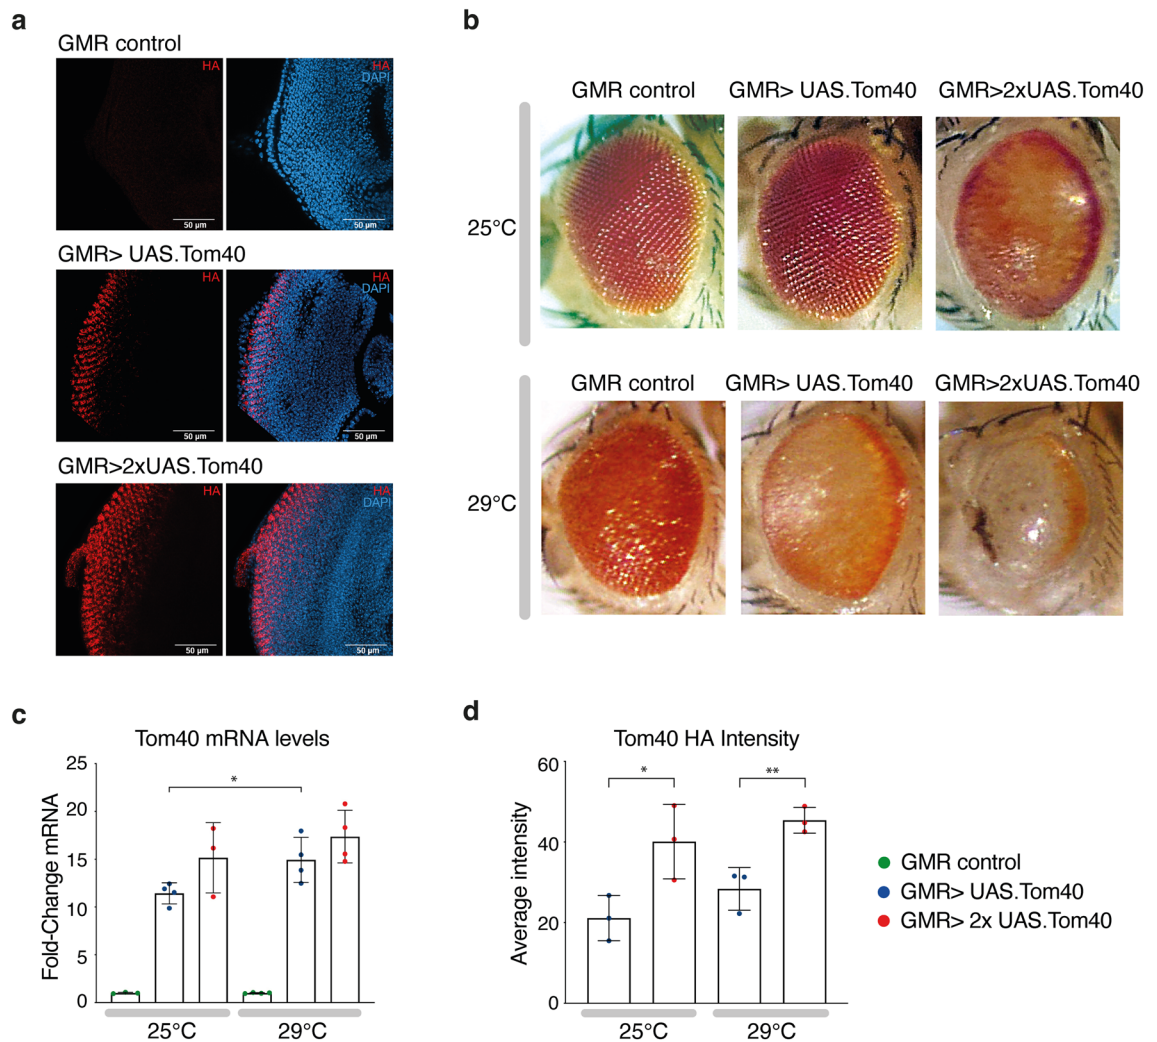 a
GMR control
HA
HA
DAPI
50 µm
50 µm
GMR> UAS.Tom40
HA
HA
DAPI
50 µm
50 µm
GMR>2xUAS.Tom40
HA
HA
DAPI
50 µm
50 µm
b
GMR control
GMR> UAS.Tom40
GMR>2xUAS.Tom40
25°C
GMR control
GMR> UAS.Tom40
GMR>2xUAS.Tom40
29°C
c
Tom40 mRNA levels
Fold-Change mRNA
25
20
15
10
5
0
*
25°C
29°C
d
Tom40 HA Intensity
Average intensity
60
40
20
0
*
**
25°C
29°C
GMR control
GMR> UAS.Tom40
GMR> 2x UAS.Tom40